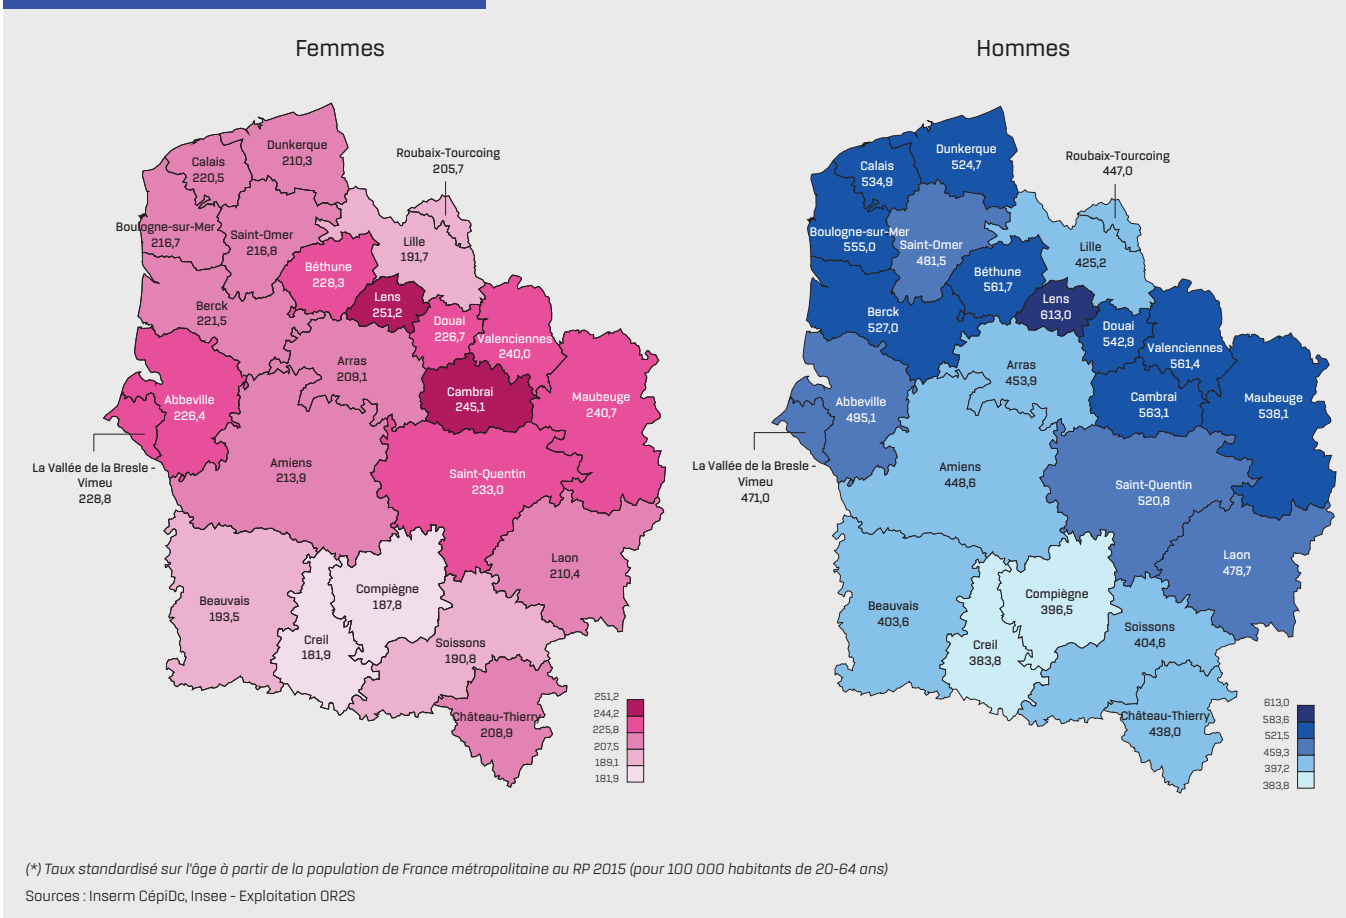 Femmes
Dunkerque
210,3
Calais
220,5
Roubaix-Tourcoing
205,7
Boulogne-sur-Mer
216,7
Saint-Omer
216,8
Lille
191,7
Béthune
228,3
Lens
251,2
Berck
221,5
Douai
226,7
Valenciennes
240,0
Arras
209,1
Cambrai
245,1
Maubeuge
240,7
Abbeville
226,4
La Vallée de la Bresle -
Vimeu
228,8
Amiens
213,9
Saint-Quentin
233,0
Laon
210,4
Compiègne
187,8
Beauvais
193,5
Creil
181,9
Soissons
190,8
Château-Thierry
208,9
251,2
244,2
225,8
207,5
189,1
181,9
Hommes
Dunkerque
524,7
Calais
534,9
Roubaix-Tourcoing
447,0
Boulogne-sur-Mer
555,0
Saint-Omer
481,5
Lille
425,2
Béthune
561,7
Lens
613,0
Berck
527,0
Douai
542,9
Valenciennes
561,4
Arras
453,9
Cambrai
563,1
Maubeuge
538,1
Abbeville
495,1
La Vallée de la Bresle -
Vimeu
471,0
Amiens
448,6
Saint-Quentin
520,8
Laon
478,7
Compiègne
396,5
Beauvais
403,6
Creil
383,8
Soissons
404,6
Château-Thierry
438,0
613,0
583,6
521,5
459,3
397,2
383,8
(*) Taux standardisé sur l'âge à partir de la population de France métropolitaine au RP 2015 (pour 100 000 habitants de 20-64 ans)
Sources : Inserm CépiDc, Insee - Exploitation OR2S